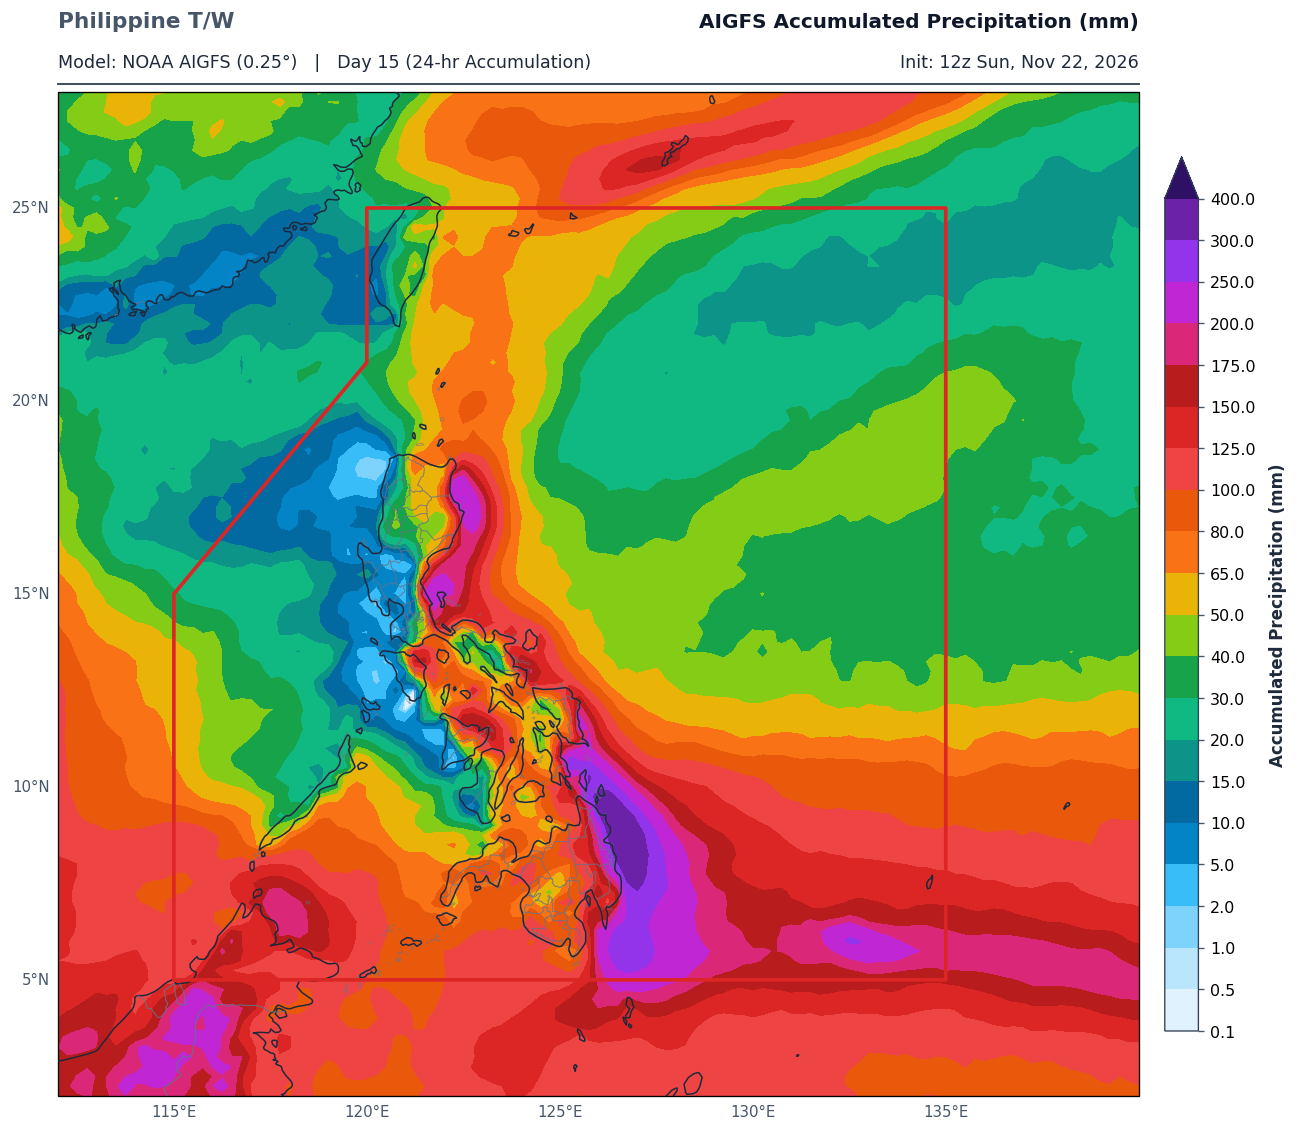 Philippine T/W
AIGFS Accumulated Precipitation (mm)
Model: NOAA AIGFS (0.25°)   |   Day 15 (24-hr Accumulation)
Init: 12z Sun, Nov 22, 2026
25°N
20°N
15°N
10°N
5°N
115°E
120°E
125°E
130°E
135°E
400.0
300.0
250.0
200.0
175.0
150.0
125.0
100.0
80.0
65.0
50.0
40.0
30.0
20.0
15.0
10.0
5.0
2.0
1.0
0.5
0.1
Accumulated Precipitation (mm)